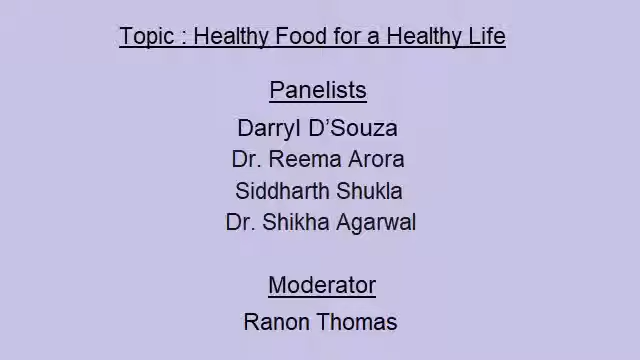 Topic : Healthy Food for a Healthy Life
Panelists
Darryl D’Souza
Dr. Reema Arora
Siddharth Shukla
Dr. Shikha Agarwal
Moderator
Ranon Thomas